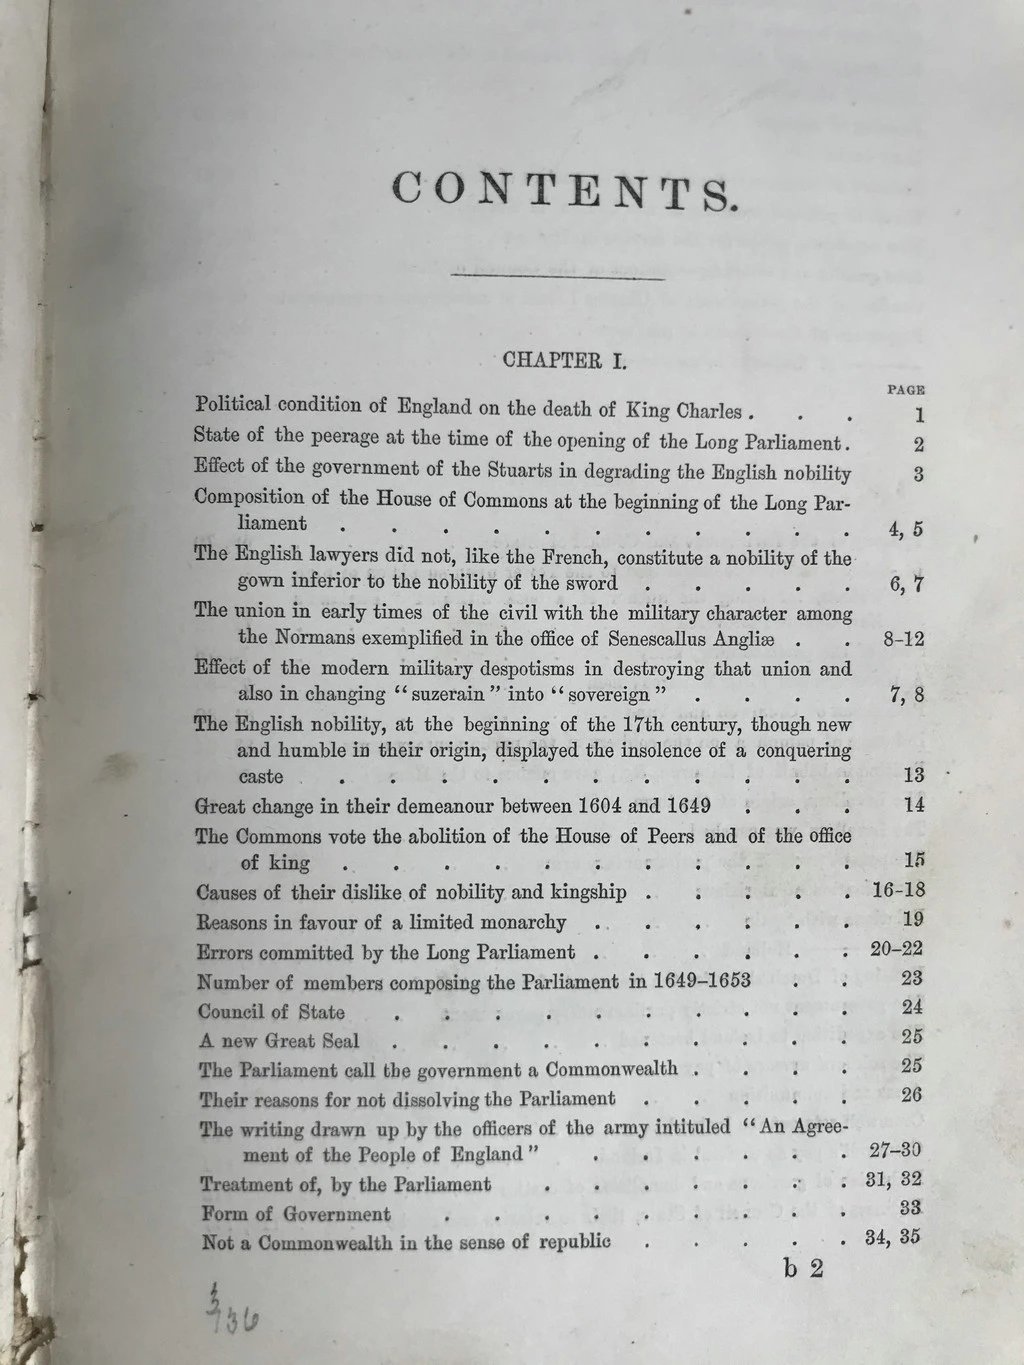 CONTENTS.
CHAPTER I.
PAGE
Political condition of England on the death of King Charles . . . 1
State of the peerage at the time of the opening of the Long Parliament. 2
Effect of the government of the Stuarts in degrading the English nobility 3
Composition of the House of Commons at the beginning of the Long Par-
liament . . . . . . . . . . . 4, 5
The English lawyers did not, like the French, constitute a nobility of the
gown inferior to the nobility of the sword . . . . . 6, 7
The union in early times of the civil with the military character among
the Normans exemplified in the office of Senescallus Angliæ . . 8-12
Effect of the modern military despotisms in destroying that union and
also in changing "suzerain" into "sovereign" . . . . 7, 8
The English nobility, at the beginning of the 17th century, though new
and humble in their origin, displayed the insolence of a conquering
caste . . . . . . . . . . . . 13
Great change in their demeanour between 1604 and 1649 . . . 14
The Commons vote the abolition of the House of Peers and of the office
of king . . . . . . . . . . . 15
Causes of their dislike of nobility and kingship . . . . . 16-18
Reasons in favour of a limited monarchy . . . . . . 19
Errors committed by the Long Parliament . . . . . . 20-22
Number of members composing the Parliament in 1649-1653 . . 23
Council of State . . . . . . . . . . 24
A new Great Seal . . . . . . . . . . 25
The Parliament call the government a Commonwealth . . . . 25
Their reasons for not dissolving the Parliament . . . . . 26
The writing drawn up by the officers of the army intituled "An Agree-
ment of the People of England" . . . . . . 27-30
Treatment of, by the Parliament . . . . . . . 31, 32
Form of Government . . . . . . . . . 33
Not a Commonwealth in the sense of republic . . . . . 34, 35
b 2
736